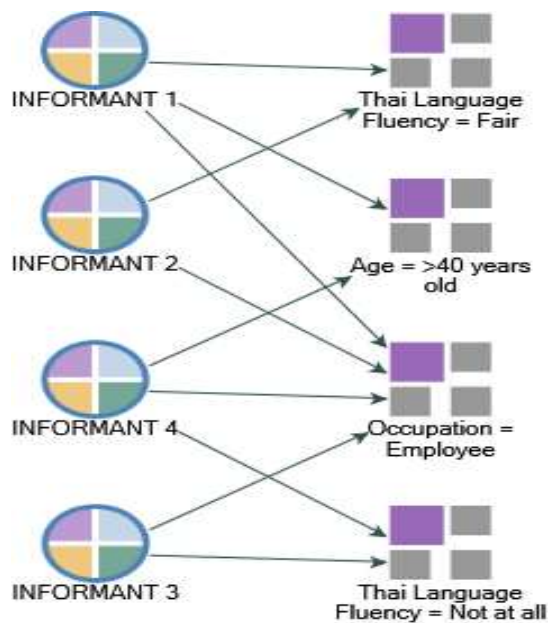 INFORMANT 1
Thai Language
Fluency = Fair
INFORMANT 2
Age = >40 years
old
INFORMANT 4
Occupation =
Employee
INFORMANT 3
Thai Language
Fluency = Not at all